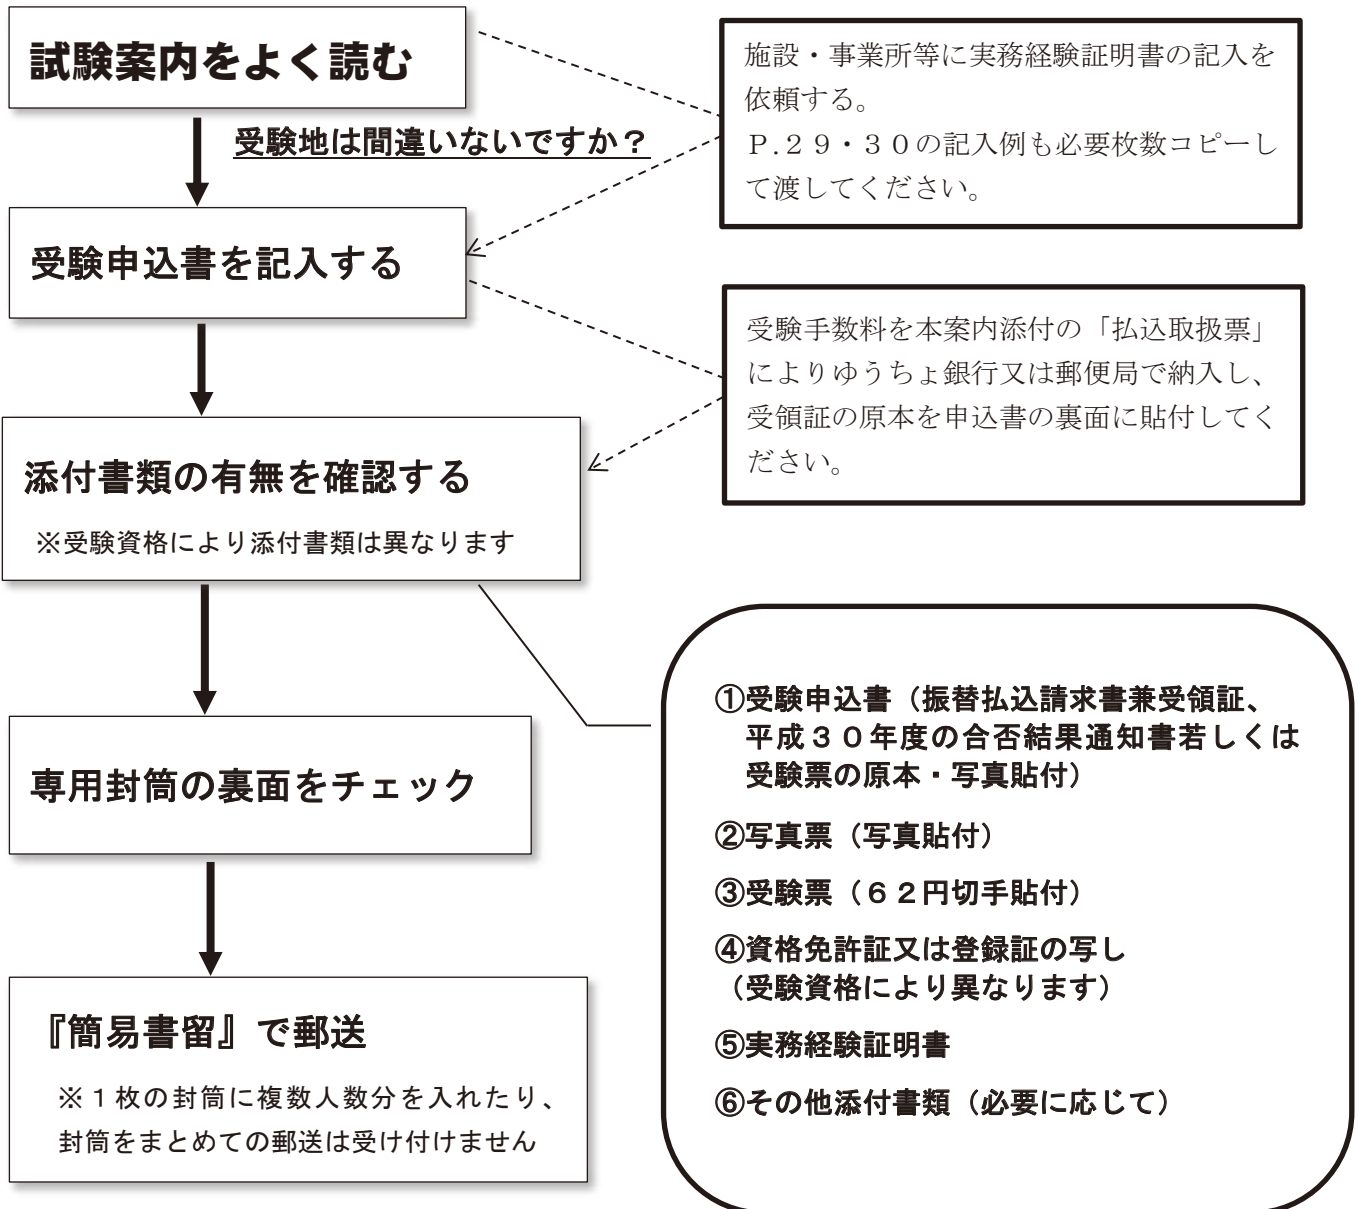 試験案内をよく読む
受験地は間違いないですか？
施設・事業所等に実務経験証明書の記入を
依頼する。
Ｐ.２９・３０の記入例も必要枚数コピーし
て渡してください。
受験申込書を記入する
受験手数料を本案内添付の「払込取扱票」
によりゆうちょ銀行又は郵便局で納入し、
受領証の原本を申込書の裏面に貼付してく
ださい。
添付書類の有無を確認する
※受験資格により添付書類は異なります
専用封筒の裏面をチェック
『簡易書留』で郵送
※１枚の封筒に複数人数分を入れたり、
封筒をまとめての郵送は受け付けません
①受験申込書（振替払込請求書兼受領証、
平成３０年度の合否結果通知書若しくは
受験票の原本・写真貼付）
②写真票（写真貼付）
③受験票（６２円切手貼付）
④資格免許証又は登録証の写し
（受験資格により異なります）
⑤実務経験証明書
⑥その他添付書類（必要に応じて）